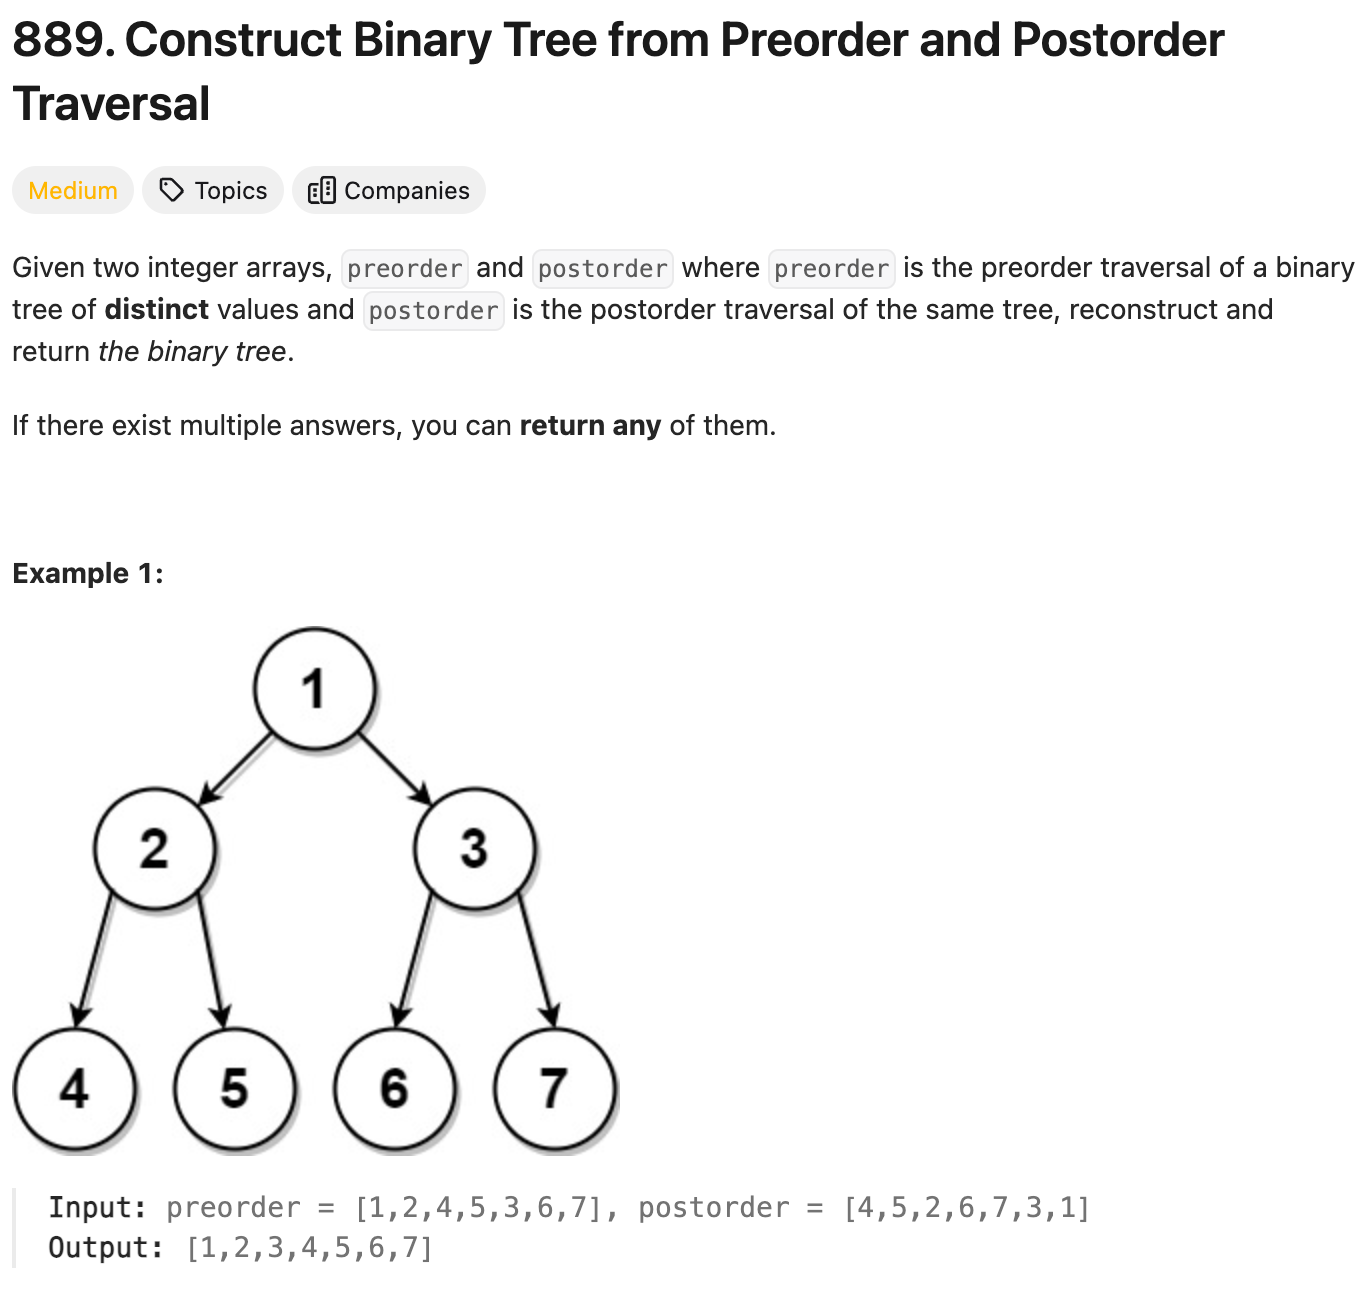 889. Construct Binary Tree from Preorder and Postorder
Traversal
Medium Topics Companies
Given two integer arrays, preorder and postorder where preorder is the preorder traversal of a binary
tree of distinct values and postorder is the postorder traversal of the same tree, reconstruct and
return the binary tree.
If there exist multiple answers, you can return any of them.
Example 1:
1
2 3
4 5 6 7
Input: preorder = [1,2,4,5,3,6,7], postorder = [4,5,2,6,7,3,1]
Output: [1,2,3,4,5,6,7]